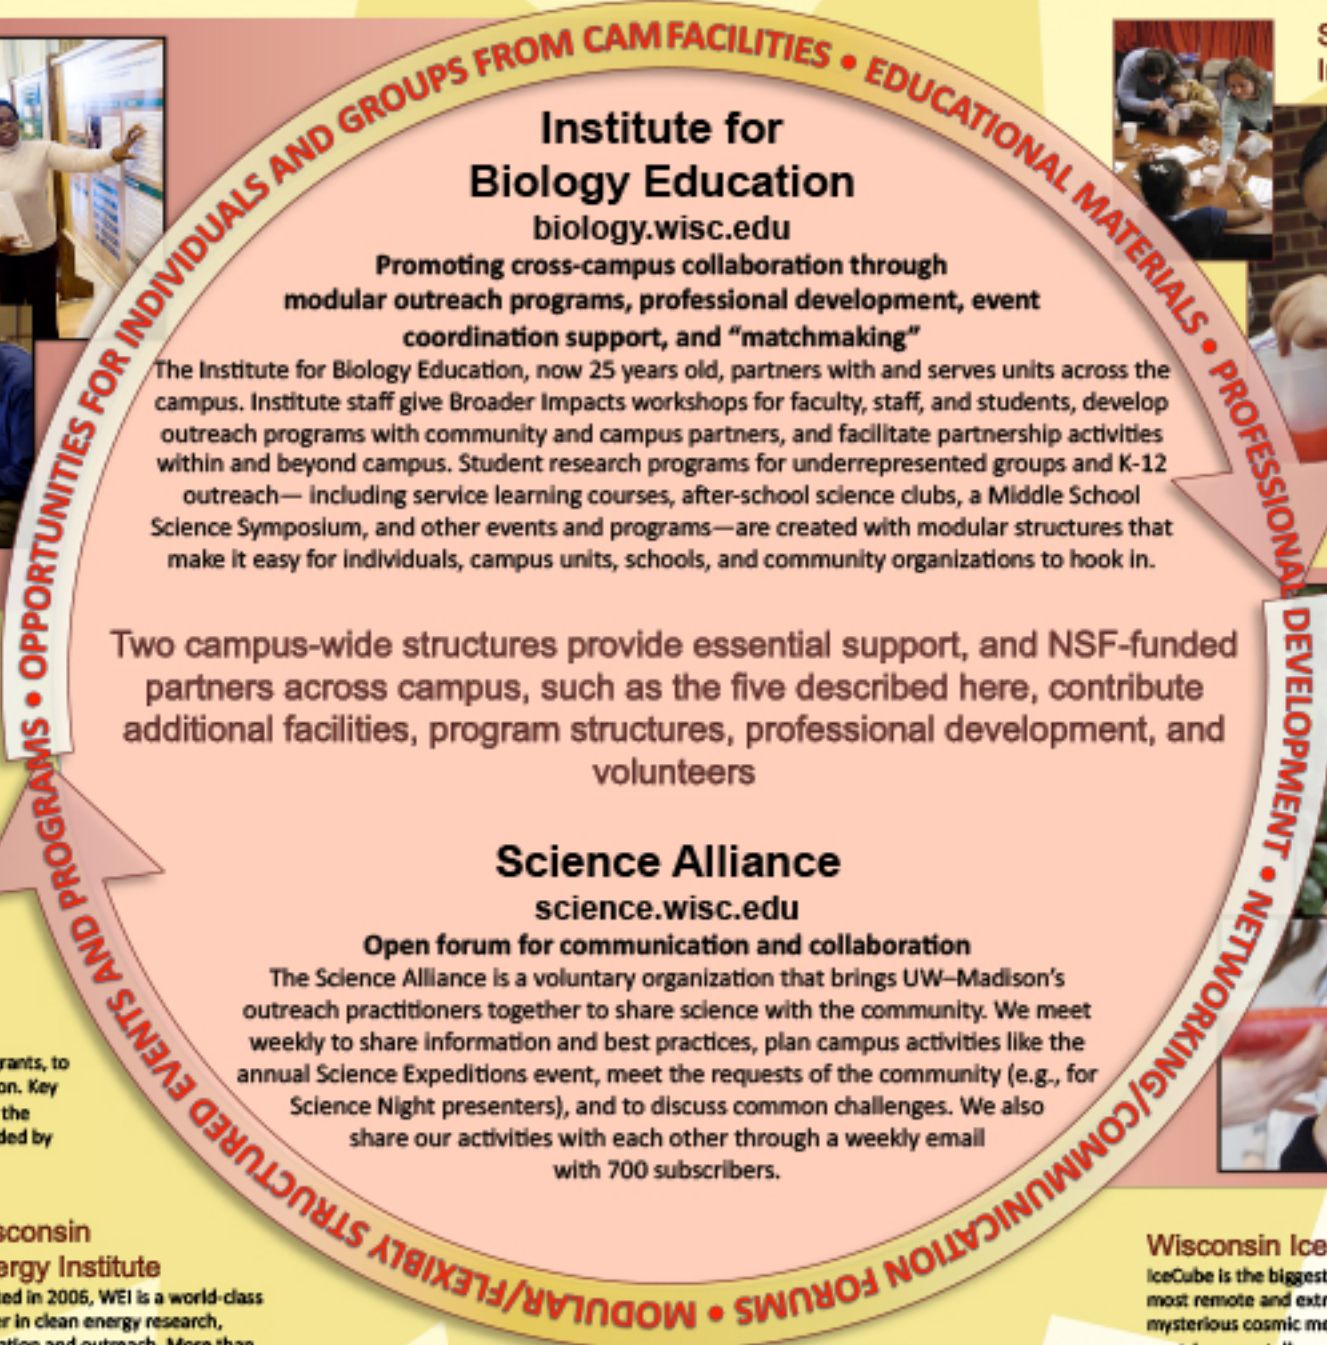 OPPORTUNITIES FOR INDIVIDUALS AND GROUPS FROM CAMFACILITIES • EDUCATIONAL MATERIALS • PROFESSIONAL DEVELOPMENT • NETWORKING/COMMUNICATION FORUMS • MODULAR/FLEXIBLY STRUCTURED EVENTS AND PROGRAMS •
Institute for
Biology Education
biology.wisc.edu
Promoting cross-campus collaboration through
modular outreach programs, professional development, event
coordination support, and “matchmaking”
The Institute for Biology Education, now 25 years old, partners with and serves units across the
campus. Institute staff give Broader Impacts workshops for faculty, staff, and students, develop
outreach programs with community and campus partners, and facilitate partnership activities
within and beyond campus. Student research programs for underrepresented groups and K-12
outreach— including service learning courses, after-school science clubs, a Middle School
Science Symposium, and other events and programs—are created with modular structures that
make it easy for individuals, campus units, schools, and community organizations to hook in.
Two campus-wide structures provide essential support, and NSF-funded
partners across campus, such as the five described here, contribute
additional facilities, program structures, professional development, and
volunteers
Science Alliance
science.wisc.edu
Open forum for communication and collaboration
The Science Alliance is a voluntary organization that brings UW–Madison’s
outreach practitioners together to share science with the community. We meet
weekly to share information and best practices, plan campus activities like the
annual Science Expeditions event, meet the requests of the community (e.g., for
Science Night presenters), and to discuss common challenges. We also
share our activities with each other through a weekly email
with 700 subscribers.
rants, to
on. Key
the
ded by
sconsin
ergy Institute
ed in 2006, WEI is a world-class
r in clean energy research,
ation and outreach. More than
Wisconsin Ice
IceCube is the biggest
most remote and extr
mysterious cosmic me